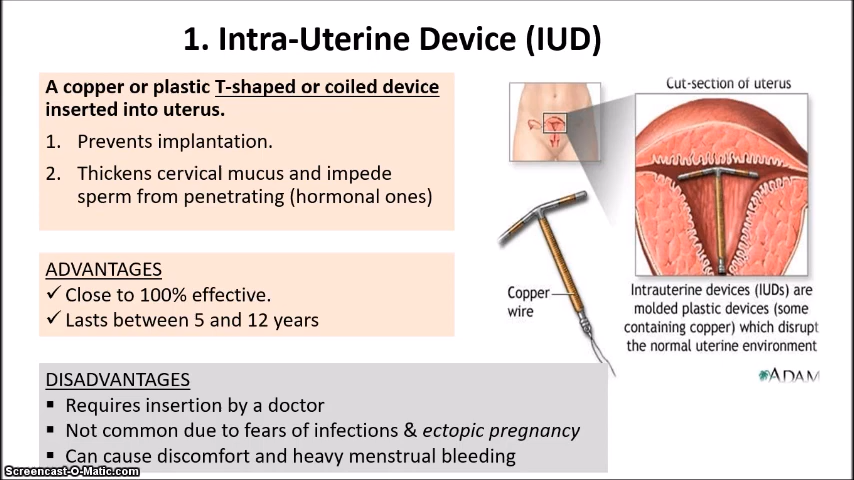 1. Intra-Uterine Device (IUD)
A copper or plastic T-shaped or coiled device
inserted into uterus.
1. Prevents implantation.
2. Thickens cervical mucus and impede
sperm from penetrating (hormonal ones)
ADVANTAGES
✓ Close to 100% effective.
✓ Lasts between 5 and 12 years
DISADVANTAGES
▪ Requires insertion by a doctor
▪ Not common due to fears of infections & ectopic pregnancy
▪ Can cause discomfort and heavy menstrual bleeding
Cut-section of uterus
Copper
wire
Intrauterine devices (IUDs) are
molded plastic devices (some
containing copper) which disrupt
the normal uterine environment
ADAM
Screencast-O-Matic.com